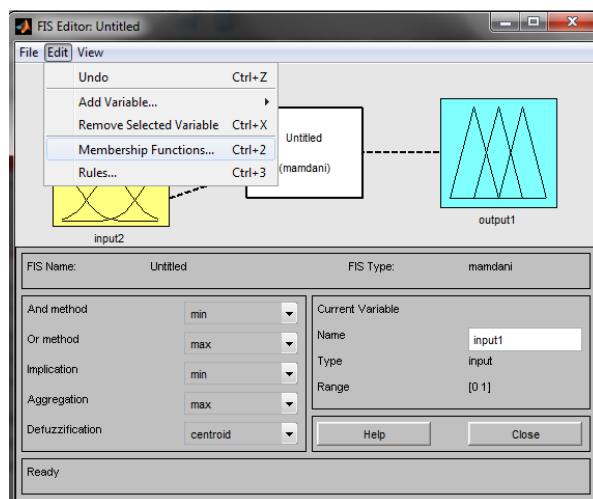 FIS Editor: Untitled
File Edit View
Undo Ctrl+Z
Add Variable...
Remove Selected Variable Ctrl+X
Membership Functions... Ctrl+2
Rules... Ctrl+3
Untitled
(mamdani)
input2
output1
FIS Name: Untitled FIS Type: mamdani
And method min
Or method max
Implication min
Aggregation max
Defuzzification centroid
Current Variable
Name input1
Type input
Range [0 1]
Help Close
Ready